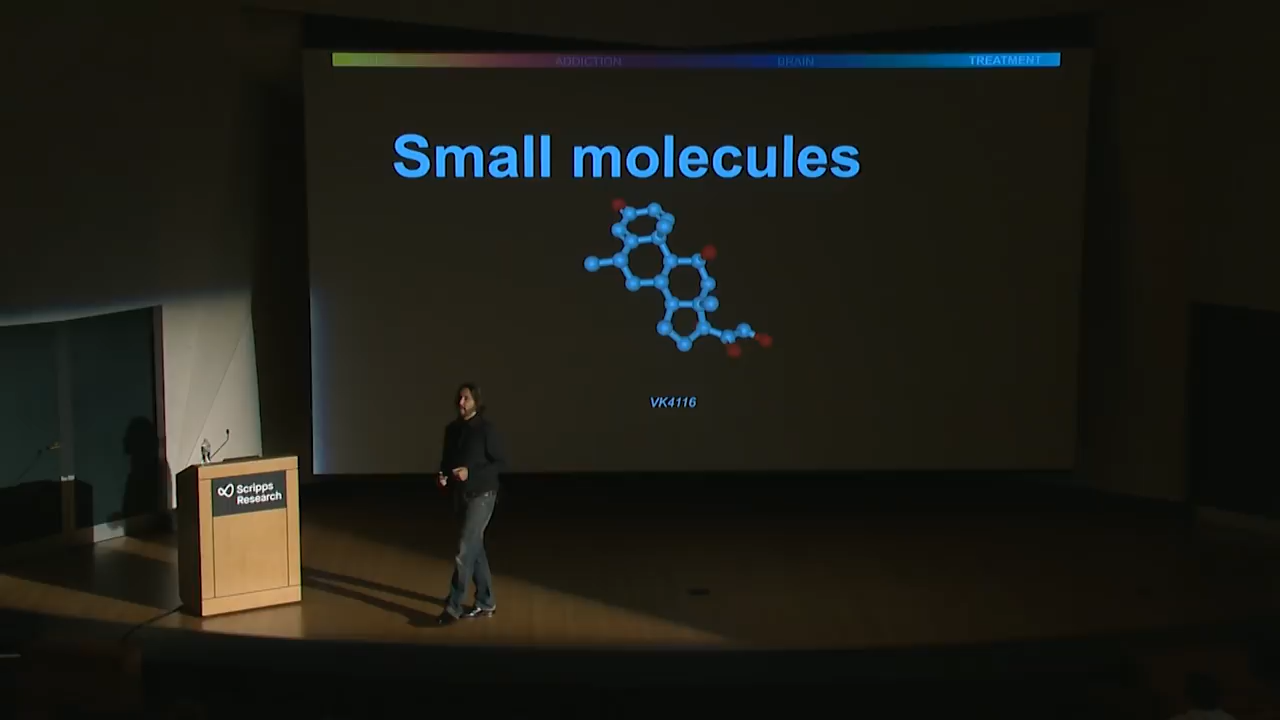 ADDICTION BRAIN TREATMENT
Small molecules
VK4116
Scripps
Research